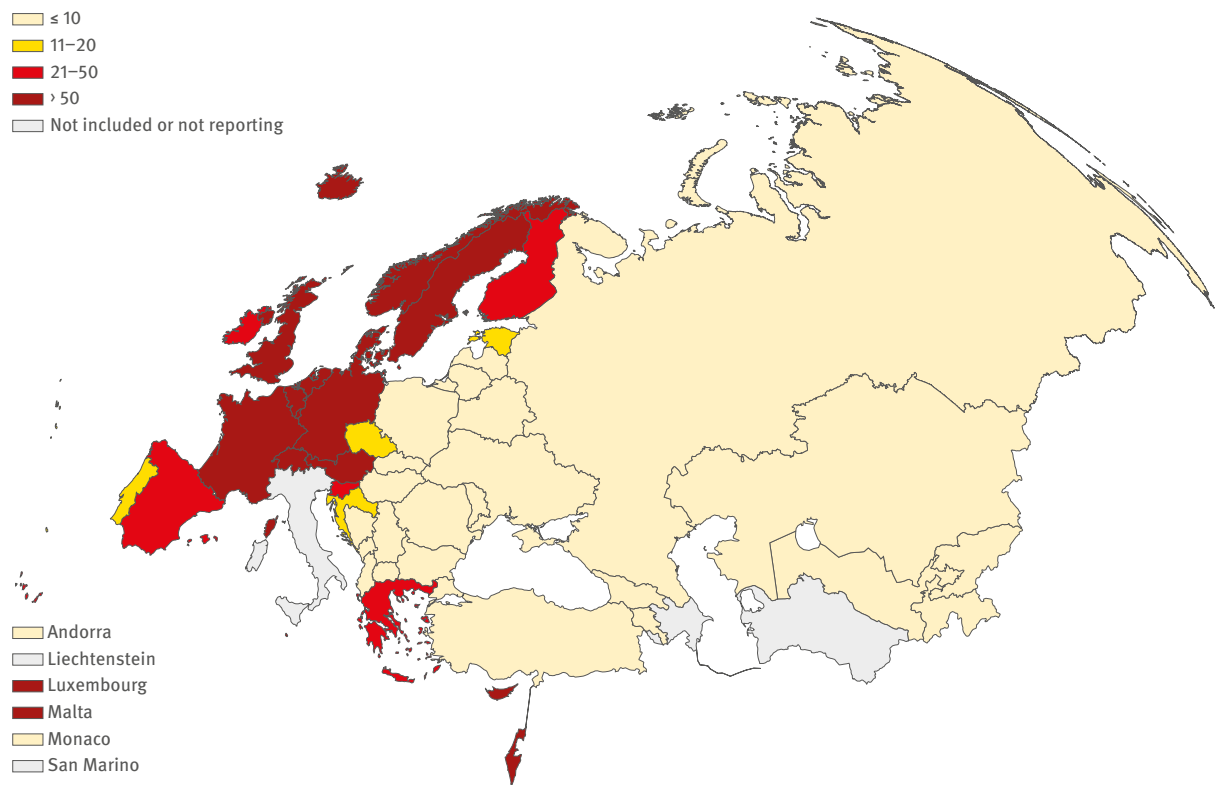 ≤ 10
11–20
21–50
> 50
Not included or not reporting
Andorra
Liechtenstein
Luxembourg
Malta
Monaco
San Marino